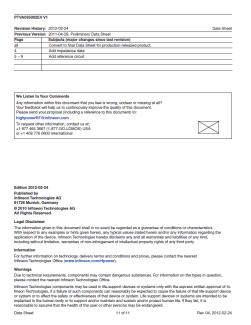 PTVA035002EV V1
Revision History: 2012-02-24 Data Sheet
Previous Version: 2011-04-29, Preliminary Data Sheet
Page Subjects (major changes since last revision)
all Convert to final Data Sheet for production-released product.
4 Add impedance data
5 – 9 Add reference circuit
We Listen to Your Comments
Any information within this document that you feel is wrong, unclear or missing at all?
Your feedback will help us to continuously improve the quality of this document.
Please send your proposal (including a reference to this document) to:
highpowerRF@infineon.com
To request other information, contact us at:
+1 877 465 3667 (1-877-GO-LDMOS) USA
or +1 408 776 0600 International
Edition 2012-02-24
Published by
Infineon Technologies AG
81726 Munich, Germany
© 2010 Infineon Technologies AG
All Rights Reserved.
Legal Disclaimer
The information given in this document shall in no event be regarded as a guarantee of conditions or characteristics.
With respect to any examples or hints given herein, any typical values stated herein and/or any information regarding the
application of the device, Infineon Technologies hereby disclaims any and all warranties and liabilities of any kind,
including without limitation, warranties of non-infringement of intellectual property rights of any third party.
Information
For further information on technology, delivery terms and conditions and prices, please contact the nearest
Infineon Technologies Office (www.infineon.com/rfpower).
Warnings
Due to technical requirements, components may contain dangerous substances. For information on the types in question,
please contact the nearest Infineon Technologies Office.
Infineon Technologies components may be used in life-support devices or systems only with the express written approval of In-
fineon Technologies, if a failure of such components can reasonably be expected to cause the failure of that life-support device
or system or to affect the safety or effectiveness of that device or system. Life support devices or systems are intended to be
implanted in the human body or to support and/or maintain and sustain and/or protect human life. If they fail, it is
reasonable to assume that the health of the user or other persons may be endangered.
Data Sheet 11 of 11 Rev. 04, 2012-02-24